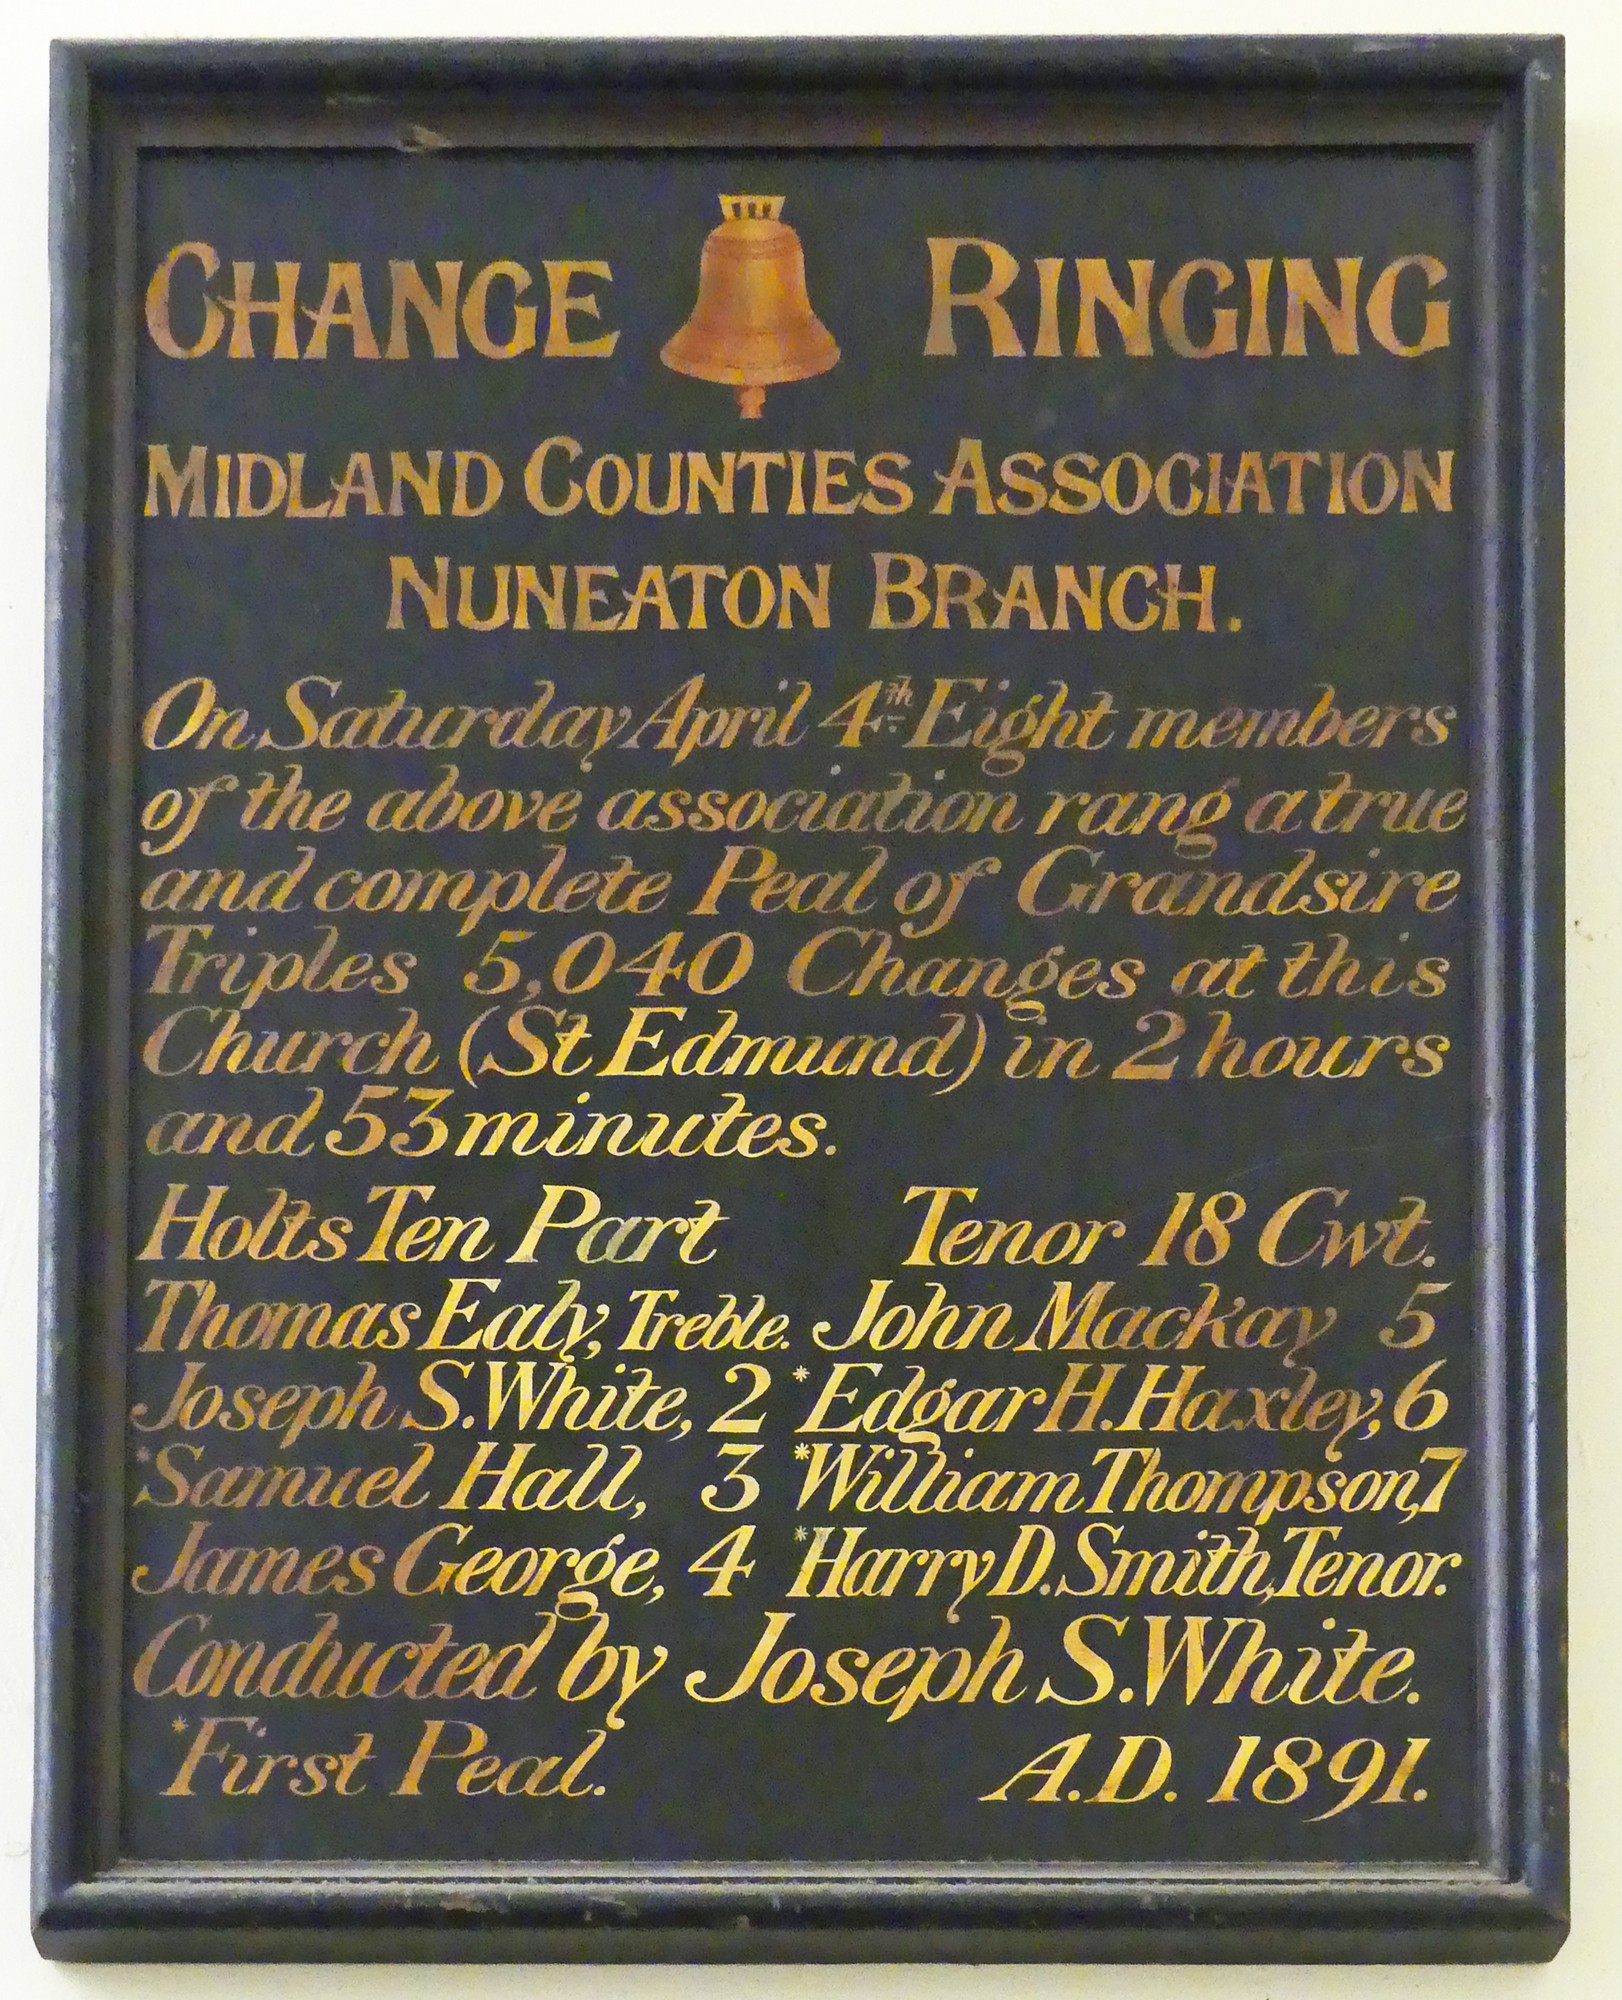 CHANGE RINGING
MIDLAND COUNTIES ASSOCIATION
NUNEATON BRANCH.
On Saturday April 4th Eight members
of the above association rang a true
and complete Peal of Grandsire
Triples 5,040 Changes at this
Church (St Edmund) in 2 hours
and 53 minutes.
Holts Ten Part Tenor 18 Cwt.
Thomas Ealy, Treble. John Mackay 5
Joseph S. White, 2 *Edgar H. Haxley, 6
*Samuel Hall, 3 *William Thompson, 7
James George, 4 *Harry D. Smith, Tenor.
Conducted by Joseph S. White.
*First Peal. A.D. 1891.